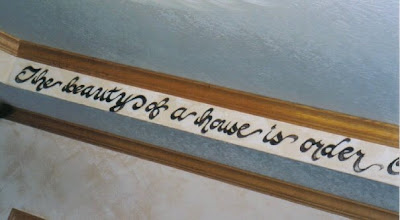 The beauty of a house is order